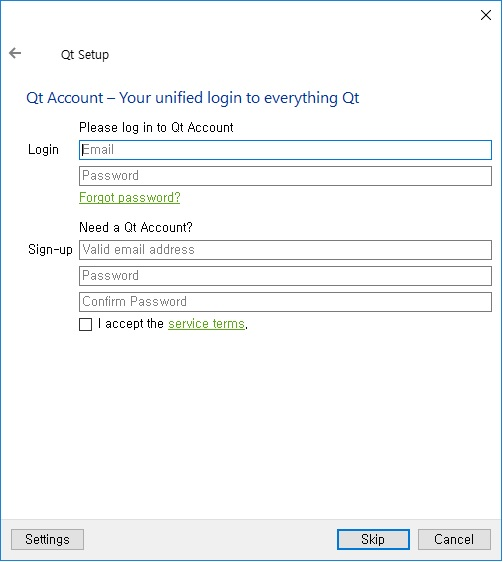 Qt Setup
Qt Account – Your unified login to everything Qt
Please log in to Qt Account
Login
Email
Password
Forgot password?
Need a Qt Account?
Sign-up
Valid email address
Password
Confirm Password
I accept the service terms.
Settings
Skip
Cancel